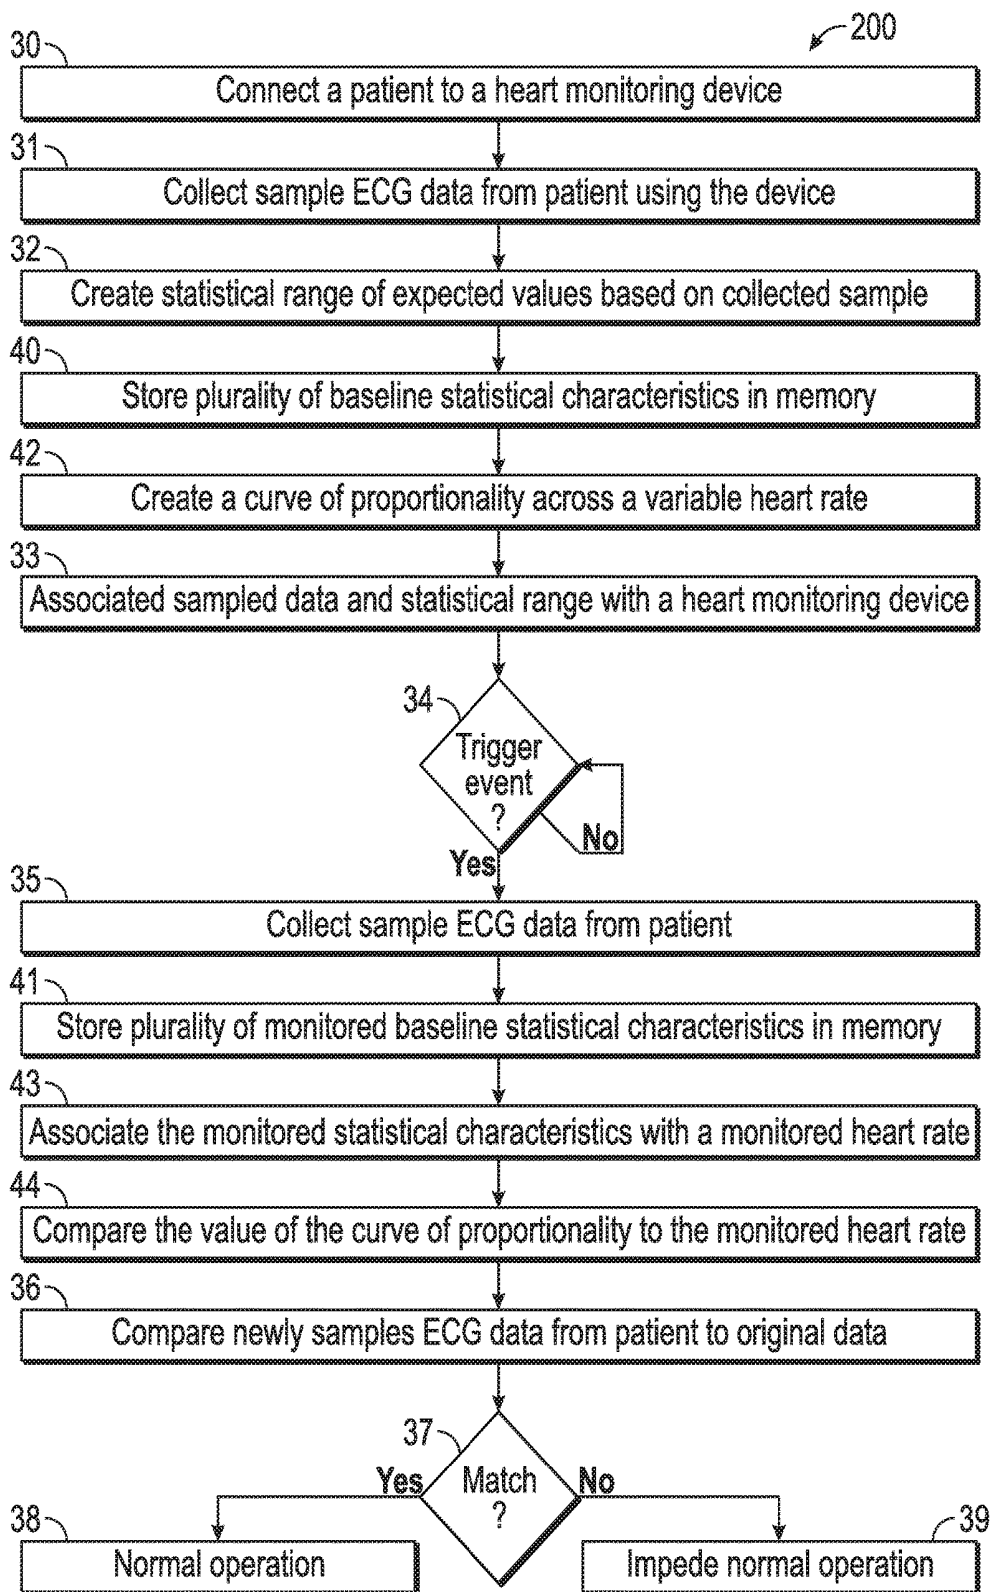 200
30
Connect a patient to a heart monitoring device
31
Collect sample ECG data from patient using the device
32
Create statistical range of expected values based on collected sample
40
Store plurality of baseline statistical characteristics in memory
42
Create a curve of proportionality across a variable heart rate
33
Associated sampled data and statistical range with a heart monitoring device
34
Trigger
event
?
No
Yes
35
Collect sample ECG data from patient
41
Store plurality of monitored baseline statistical characteristics in memory
43
Associate the monitored statistical characteristics with a monitored heart rate
44
Compare the value of the curve of proportionality to the monitored heart rate
36
Compare newly samples ECG data from patient to original data
37
Match
?
Yes
No
38
Normal operation
39
Impede normal operation